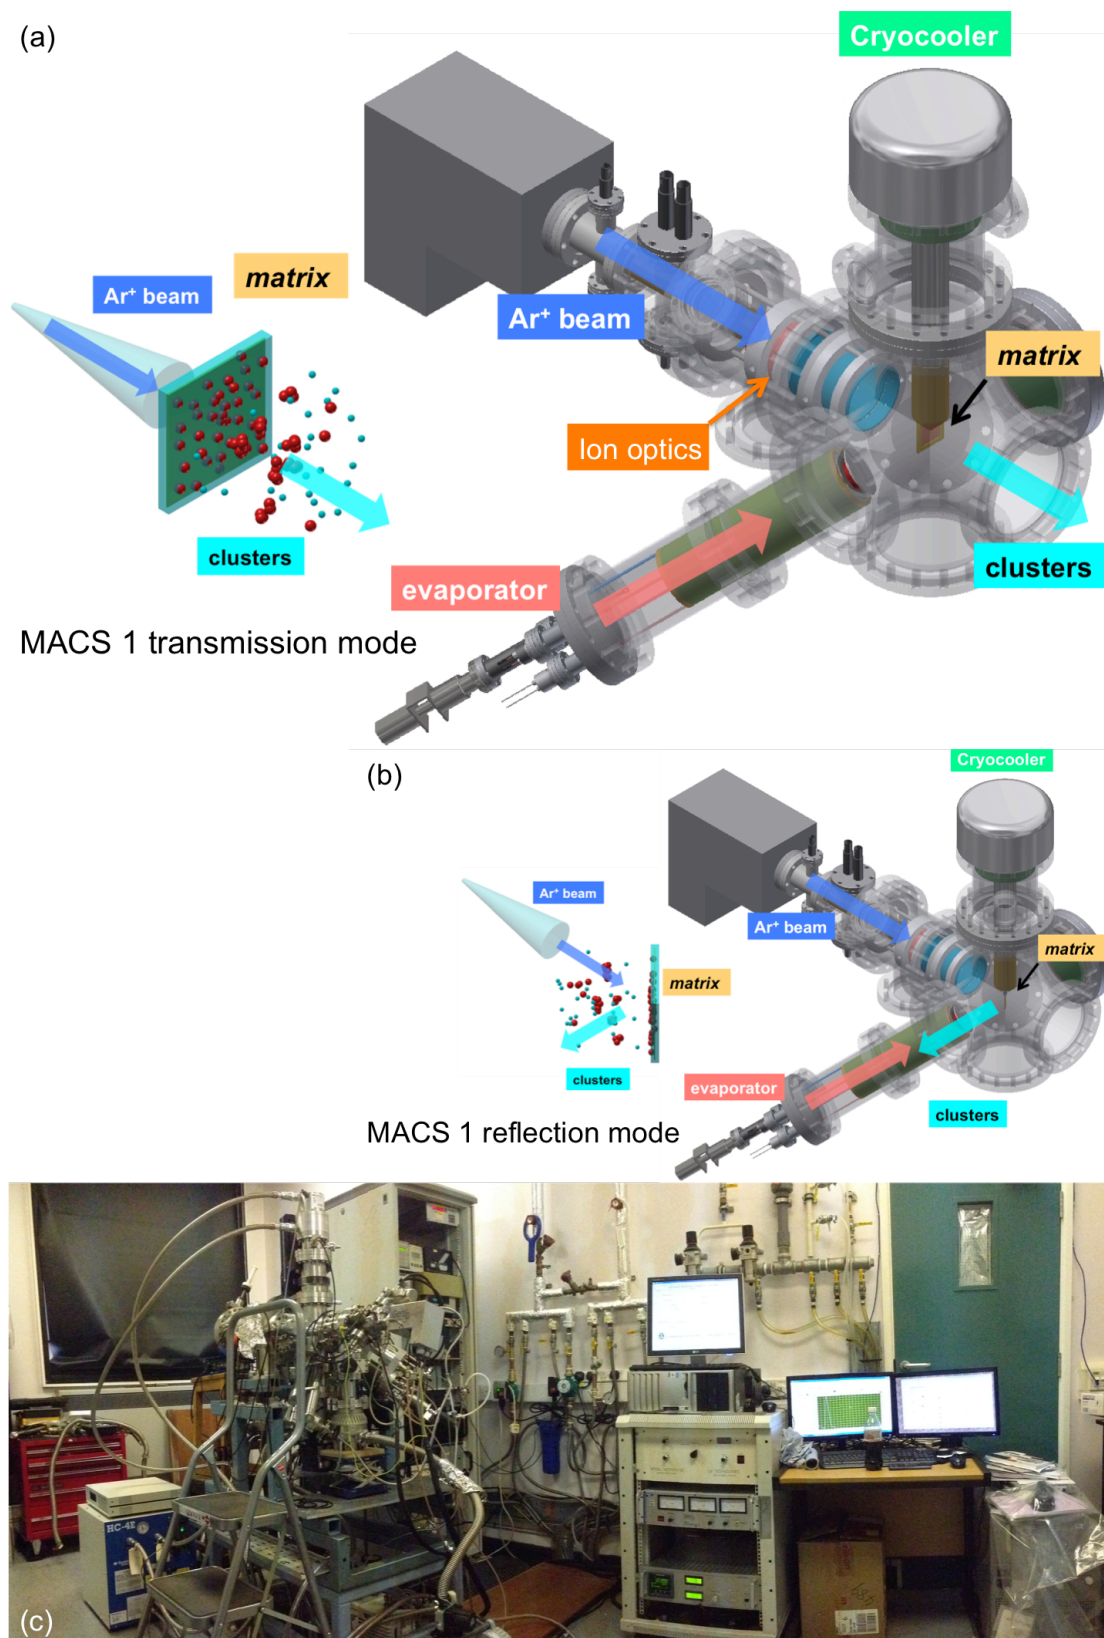 (a)
Cryocooler
Ar⁺ beam
matrix
Ar⁺ beam
matrix
Ion optics
clusters
evaporator
clusters
MACS 1 transmission mode
(b)
Cryocooler
Ar⁺ beam
Ar⁺ beam
matrix
matrix
clusters
evaporator
clusters
MACS 1 reflection mode
HC-4E
(c)